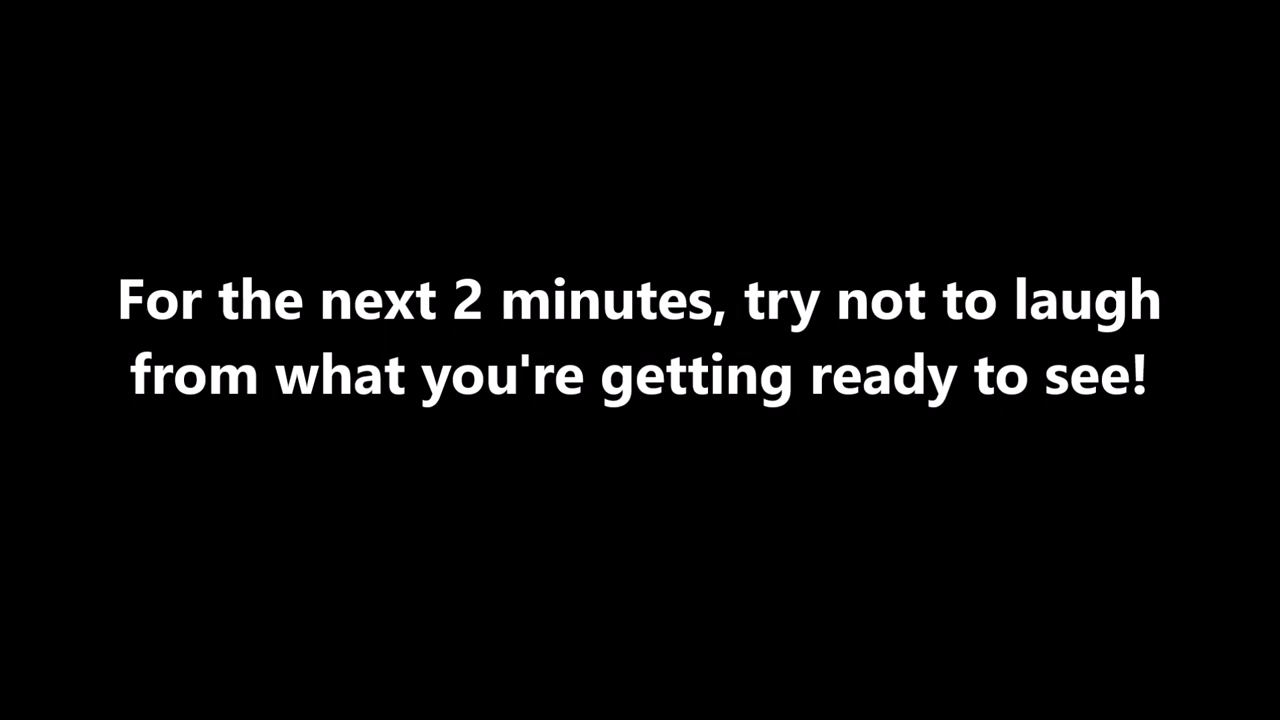 For the next 2 minutes, try not to laugh
from what you're getting ready to see!